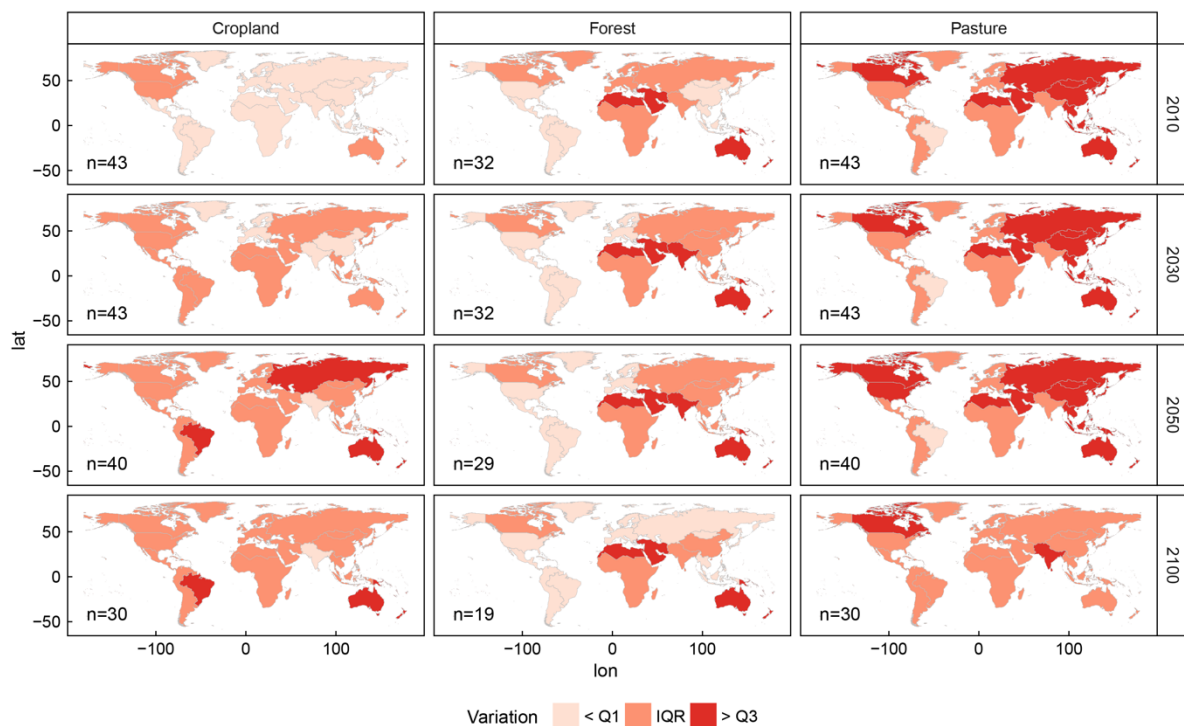 Cropland Forest Pasture
50
0
−50
n=43 n=32 n=43
2010
50
0
−50
n=43 n=32 n=43
2030
lat
50
0
−50
n=40 n=29 n=40
2050
50
0
−50
n=30 n=19 n=30
2100
−100 0 100 −100 0 100 −100 0 100
lon
Variation < Q1 IQR > Q3